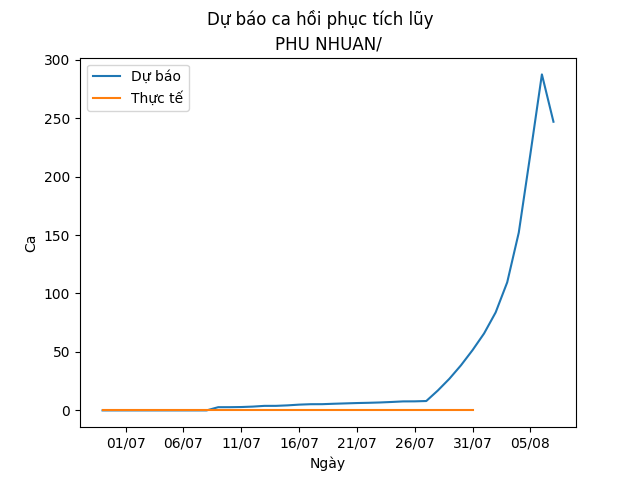 Dự báo ca hồi phục tích lũy
PHU NHUAN/
Dự báo
Thực tế
300
250
200
150
100
50
0
Ca
01/07 06/07 11/07 16/07 21/07 26/07 31/07 05/08
Ngày